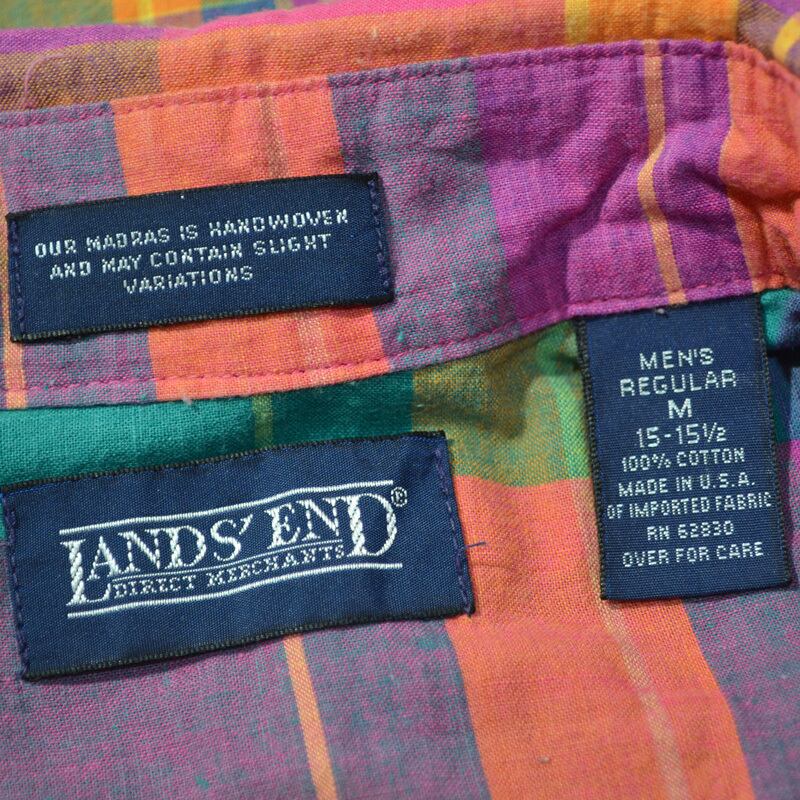 OUR MADRAS IS HANDWOVEN
AND MAY CONTAIN SLIGHT
VARIATIONS
LANDS' END®
DIRECT MERCHANTS
MEN'S
REGULAR
M
15-15½
100% COTTON
MADE IN U.S.A.
OF IMPORTED FABRIC
RN 62830
OVER FOR CARE